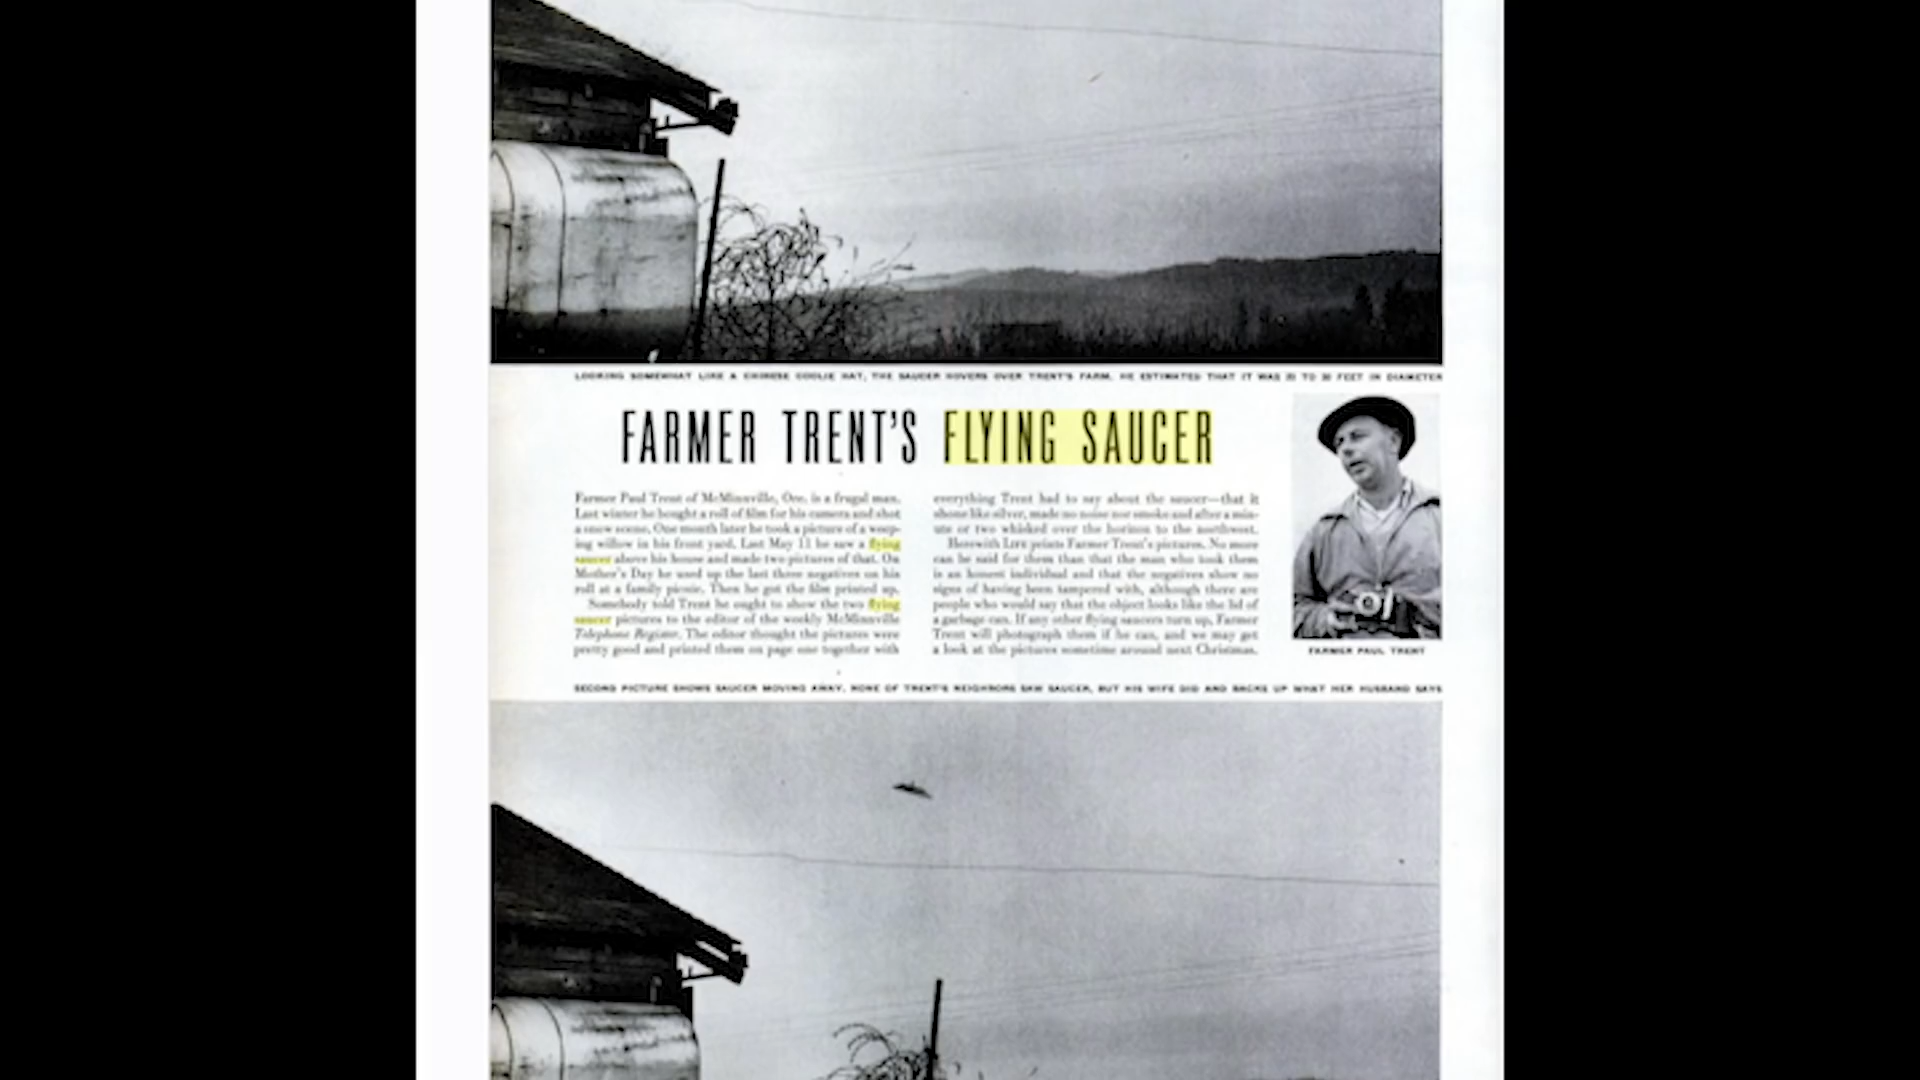 LOOKING SOMEWHAT LIKE A CHINESE COOLIE HAT, THE SAUCER HOVERS OVER TRENT'S FARM. HE ESTIMATED THAT IT WAS 20 TO 30 FEET IN DIAMETER
FARMER TRENT'S FLYING SAUCER
Farmer Paul Trent of McMinnville, Ore. is a frugal man.
Last winter he bought a roll of film for his camera and shot
a snow scene. One month later he took a picture of a weep-
ing willow in his front yard. Last May 11 he saw a flying
saucer above his house and made two pictures of that. On
Mother's Day he used up the last three negatives on his
roll at a family picnic. Then he got the film printed up.
Somebody told Trent he ought to show the two flying
saucer pictures to the editor of the weekly McMinnville
Telephone Register. The editor thought the pictures were
pretty good and printed them on page one together with
everything Trent had to say about the saucer—that it
shone like silver, made no noise nor smoke and after a min-
ute or two whisked over the horizon to the northwest.
Herewith LIFE prints Farmer Trent's pictures. No more
can be said for them than that the man who took them
is an honest individual and that the negatives show no
signs of having been tampered with, although there are
people who would say that the object looks like the lid of
a garbage can. If any other flying saucers turn up, Farmer
Trent will photograph them if he can, and we may get
a look at the pictures sometime around next Christmas.
FARMER PAUL TRENT
SECOND PICTURE SHOWS SAUCER MOVING AWAY. NONE OF TRENT'S NEIGHBORS SAW SAUCER, BUT HIS WIFE DID AND BACKS UP WHAT HER HUSBAND SAYS